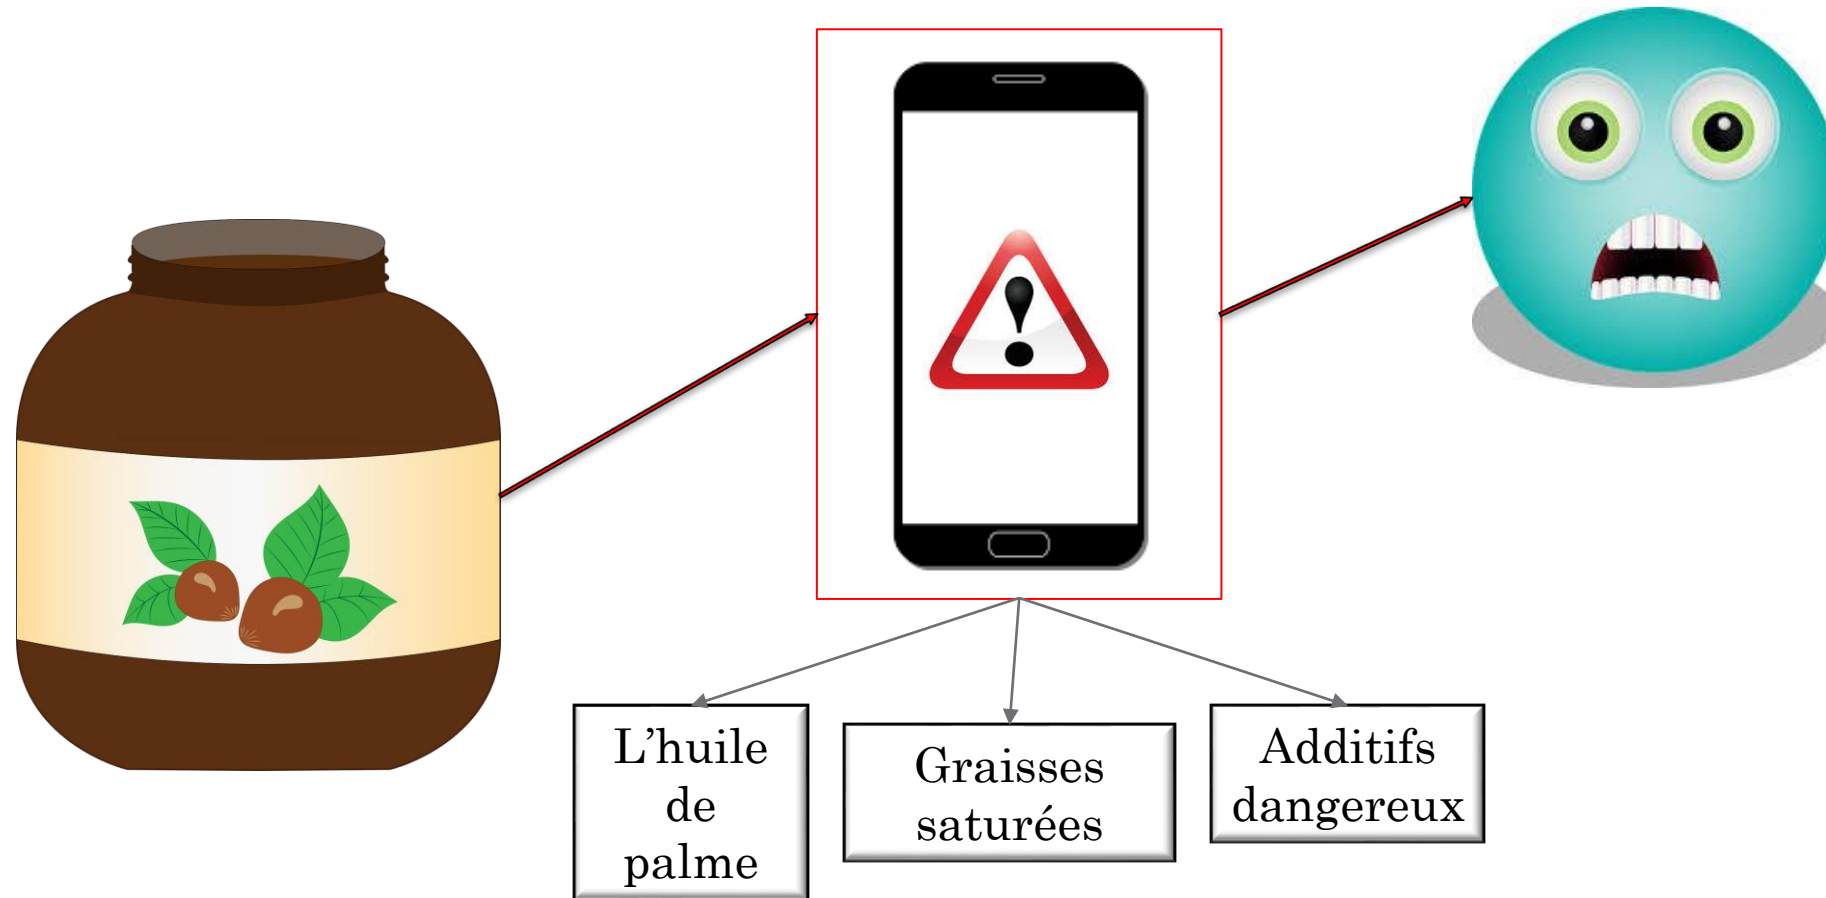 L’huile
de
palme
Graisses
saturées
Additifs
dangereux